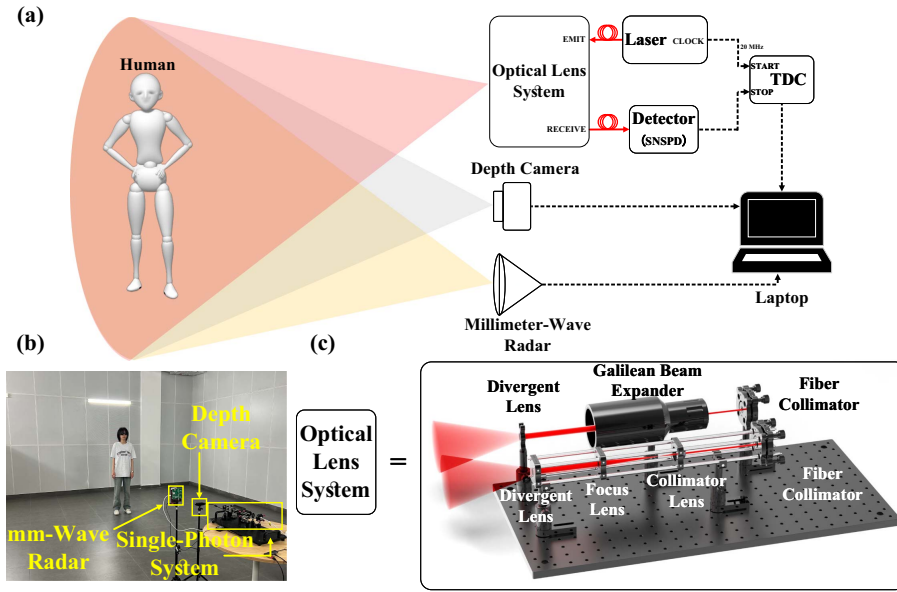 (a)
Human
EMIT
Laser
CLOCK
20 MHz
START
TDC
STOP
Optical Lens
System
RECEIVE
Detector
(SNSPD)
Depth Camera
Laptop
Millimeter-Wave
Radar
(b)
Depth
Camera
mm-Wave
Radar
Single-Photon
System
(c)
Optical
Lens
System
=
Divergent
Lens
Galilean Beam
Expander
Fiber
Collimator
Divergent
Lens
Focus
Lens
Collimator
Lens
Fiber
Collimator